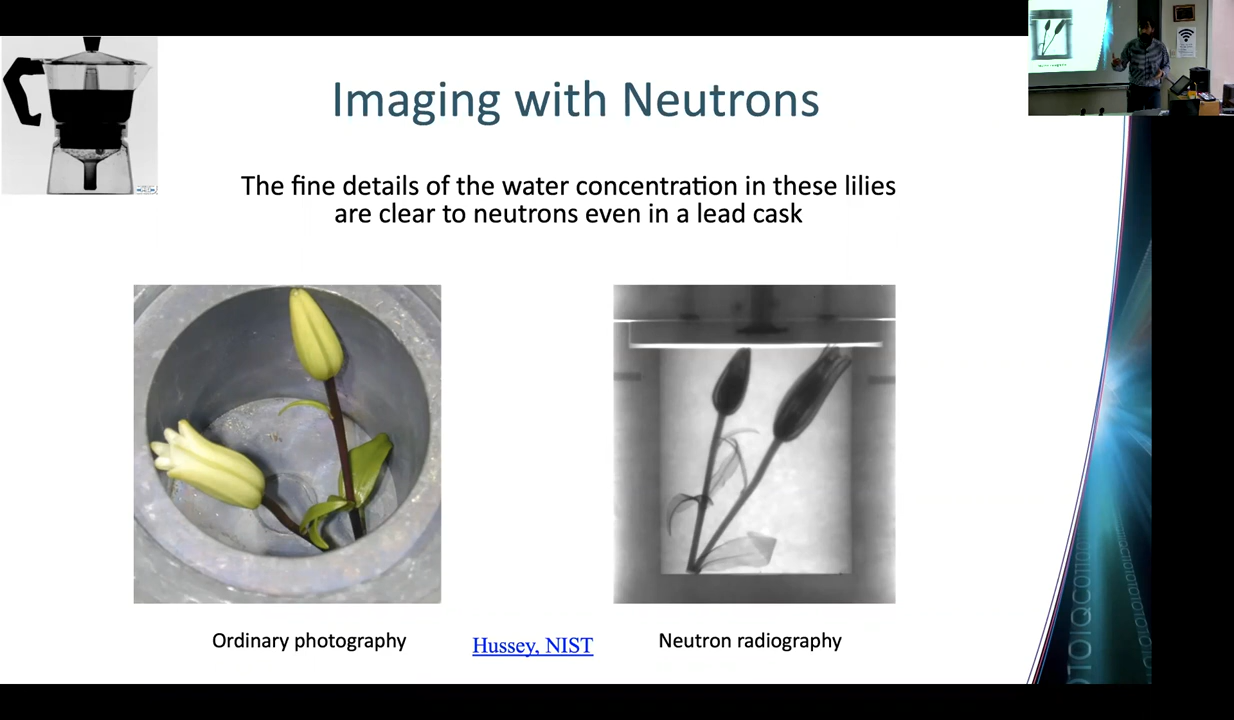 Imaging with Neutrons
The fine details of the water concentration in these lilies
are clear to neutrons even in a lead cask
Ordinary photography
Hussey, NIST
Neutron radiography